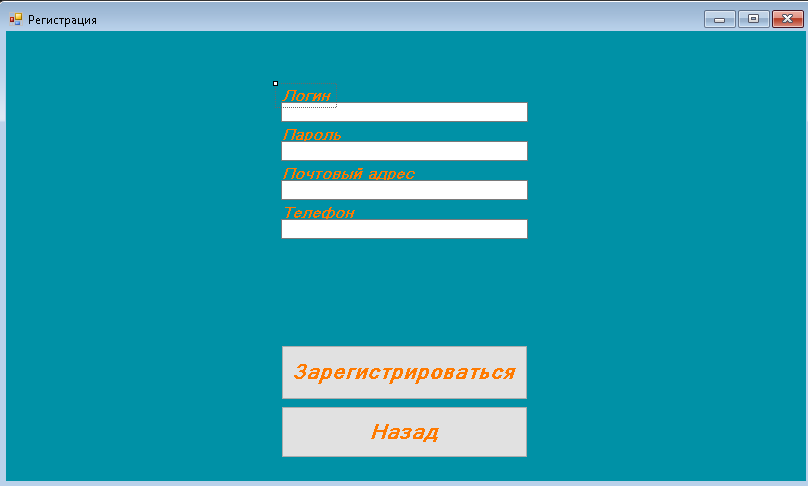 Регистрация
Логин
Пароль
Почтовый адрес
Телефон
Зарегистрироваться
Назад